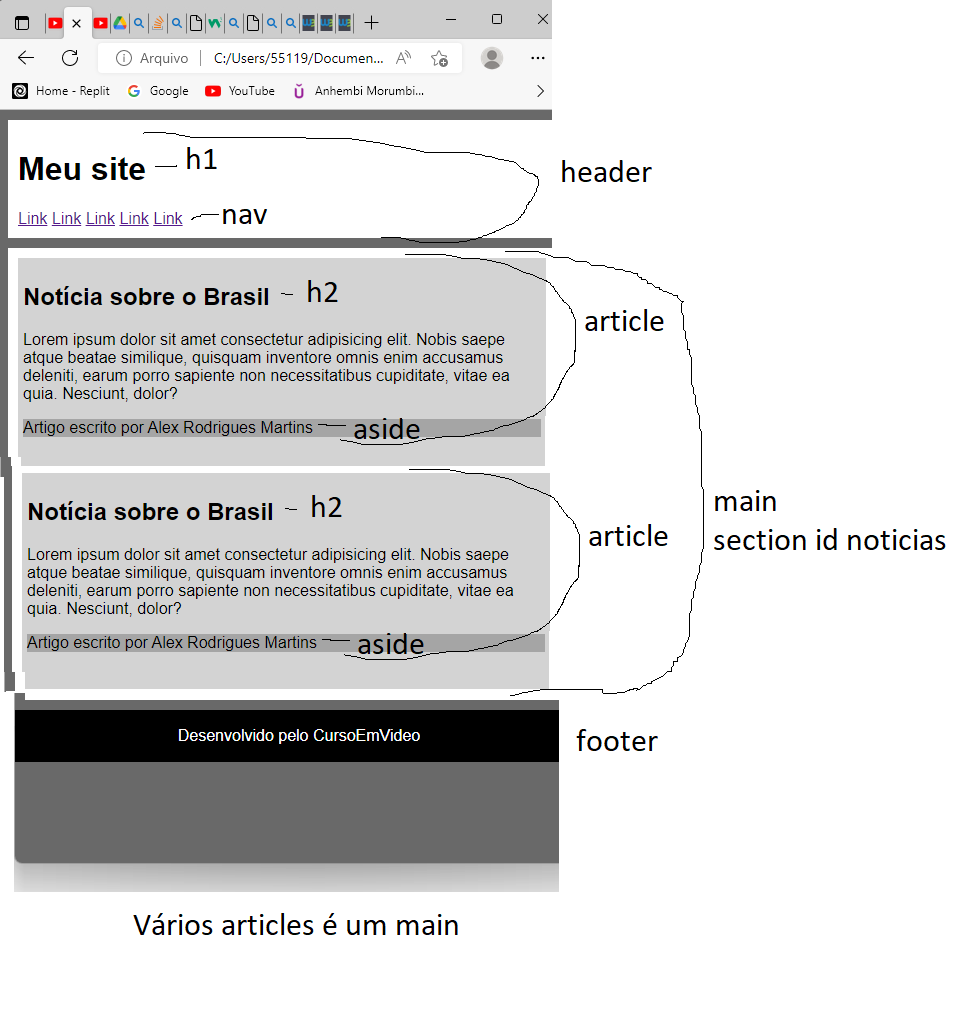 Arquivo
C:/Users/55119/Documen...
Home - Replit
Google
YouTube
Anhembi Morumbi...
Meu site
h1
header
Link Link Link Link Link
nav
Notícia sobre o Brasil
h2
article
Lorem ipsum dolor sit amet consectetur adipisicing elit. Nobis saepe
atque beatae similique, quisquam inventore omnis enim accusamus
deleniti, earum porro sapiente non necessitatibus cupiditate, vitae ea
quia. Nesciunt, dolor?
Artigo escrito por Alex Rodrigues Martins
aside
Notícia sobre o Brasil
h2
article
main
section id noticias
Lorem ipsum dolor sit amet consectetur adipisicing elit. Nobis saepe
atque beatae similique, quisquam inventore omnis enim accusamus
deleniti, earum porro sapiente non necessitatibus cupiditate, vitae ea
quia. Nesciunt, dolor?
Artigo escrito por Alex Rodrigues Martins
aside
Desenvolvido pelo CursoEmVideo
footer
Vários articles é um main